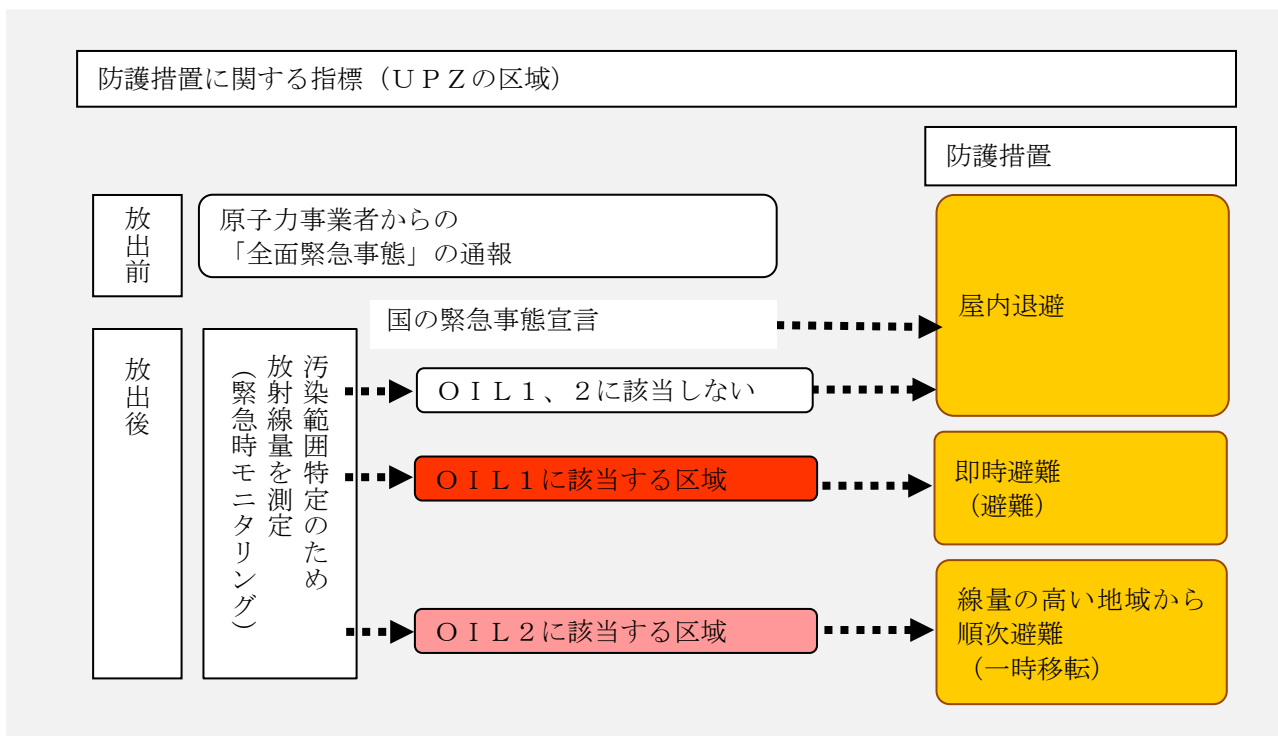 防護措置に関する指標（ＵＰＺの区域）
防護措置
放出前
原子力事業者からの
「全面緊急事態」の通報
国の緊急事態宣言
屋内退避
放出後
汚染範囲特定のため
放射線量を測定
（緊急時モニタリング）
ＯＩＬ１、２に該当しない
ＯＩＬ１に該当する区域
即時避難
（避難）
ＯＩＬ２に該当する区域
線量の高い地域から
順次避難
（一時移転）